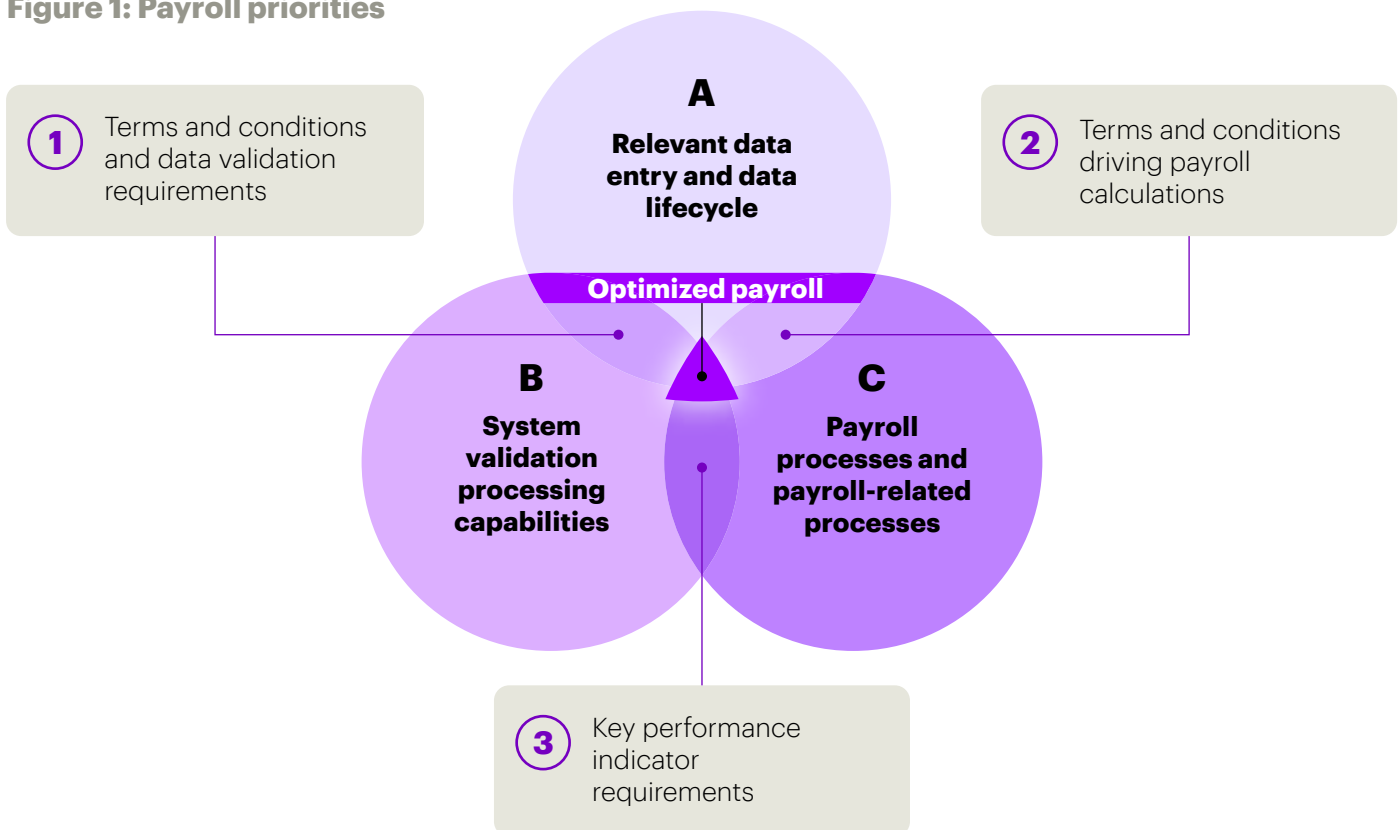 Figure 1: Payroll priorities
A
Relevant data
entry and data
lifecycle
1
Terms and conditions
and data validation
requirements
2
Terms and conditions
driving payroll
calculations
Optimized payroll
B
System
validation
processing
capabilities
C
Payroll
processes and
payroll-related
processes
3
Key performance
indicator
requirements